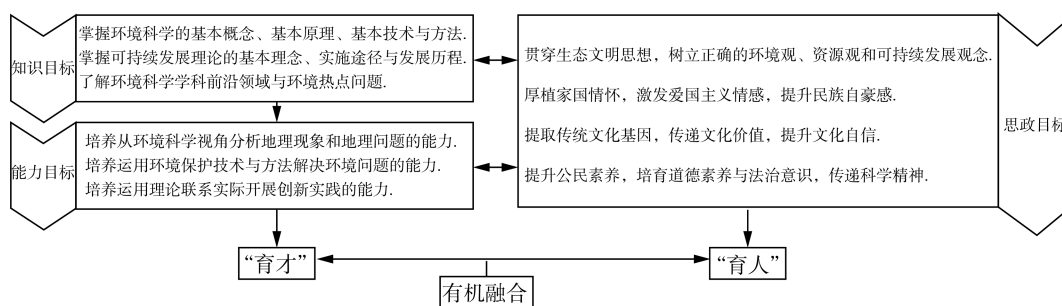 知识目标
掌握环境科学的基本概念、基本原理、基本技术与方法.
掌握可持续发展理论的基本理念、实施途径与发展历程.
了解环境科学学科前沿领域与环境热点问题.
能力目标
培养从环境科学视角分析地理现象和地理问题的能力.
培养运用环境保护技术与方法解决环境问题的能力.
培养运用理论联系实际开展创新实践的能力.
贯穿生态文明思想，树立正确的环境观、资源观和可持续发展观念.
厚植家国情怀，激发爱国主义情感，提升民族自豪感.
提取传统文化基因，传递文化价值，提升文化自信.
提升公民素养，培育道德素养与法治意识，传递科学精神.
思政目标
“育才”
“育人”
有机融合